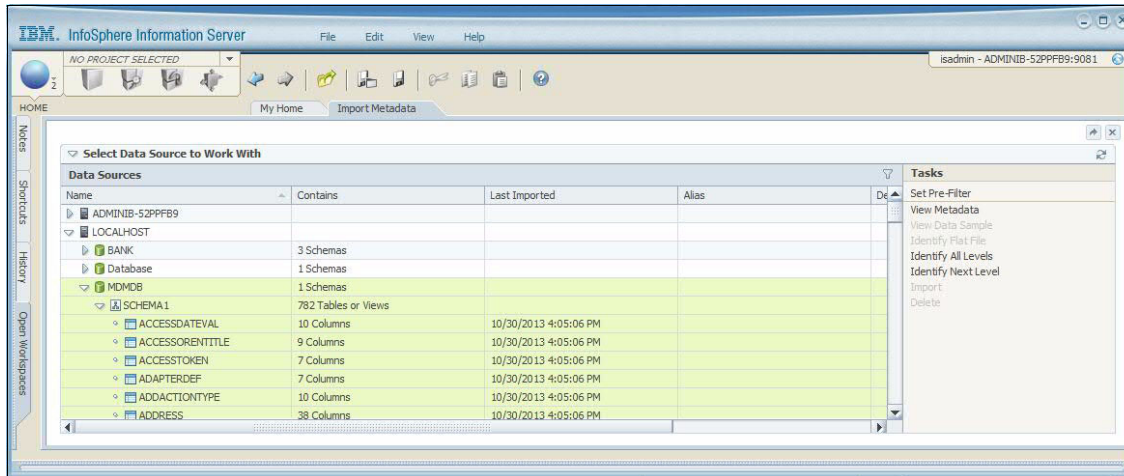 IBM. InfoSphere Information Server File Edit View Help
NO PROJECT SELECTED isadmin - ADMINIB-52PPFB9:9081
2
HOME My Home Import Metadata
Notes
Shortcuts
History
Open Workspaces
Select Data Source to Work With
Data Sources
Name Contains Last Imported Alias De
ADMINIB-52PPFB9
LOCALHOST
BANK 3 Schemas
Database 1 Schemas
MDMDB 1 Schemas
SCHEMA1 782 Tables or Views
ACCESSDATEVAL 10 Columns 10/30/2013 4:05:06 PM
ACCESSORENTITLE 9 Columns 10/30/2013 4:05:06 PM
ACCESSTOKEN 7 Columns 10/30/2013 4:05:06 PM
ADAPTERDEF 7 Columns 10/30/2013 4:05:06 PM
ADDACTIONTYPE 10 Columns 10/30/2013 4:05:06 PM
ADDRESS 38 Columns 10/30/2013 4:05:06 PM
Tasks
Set Pre-Filter
View Metadata
View Data Sample
Identify Flat File
Identify All Levels
Identify Next Level
Import
Delete